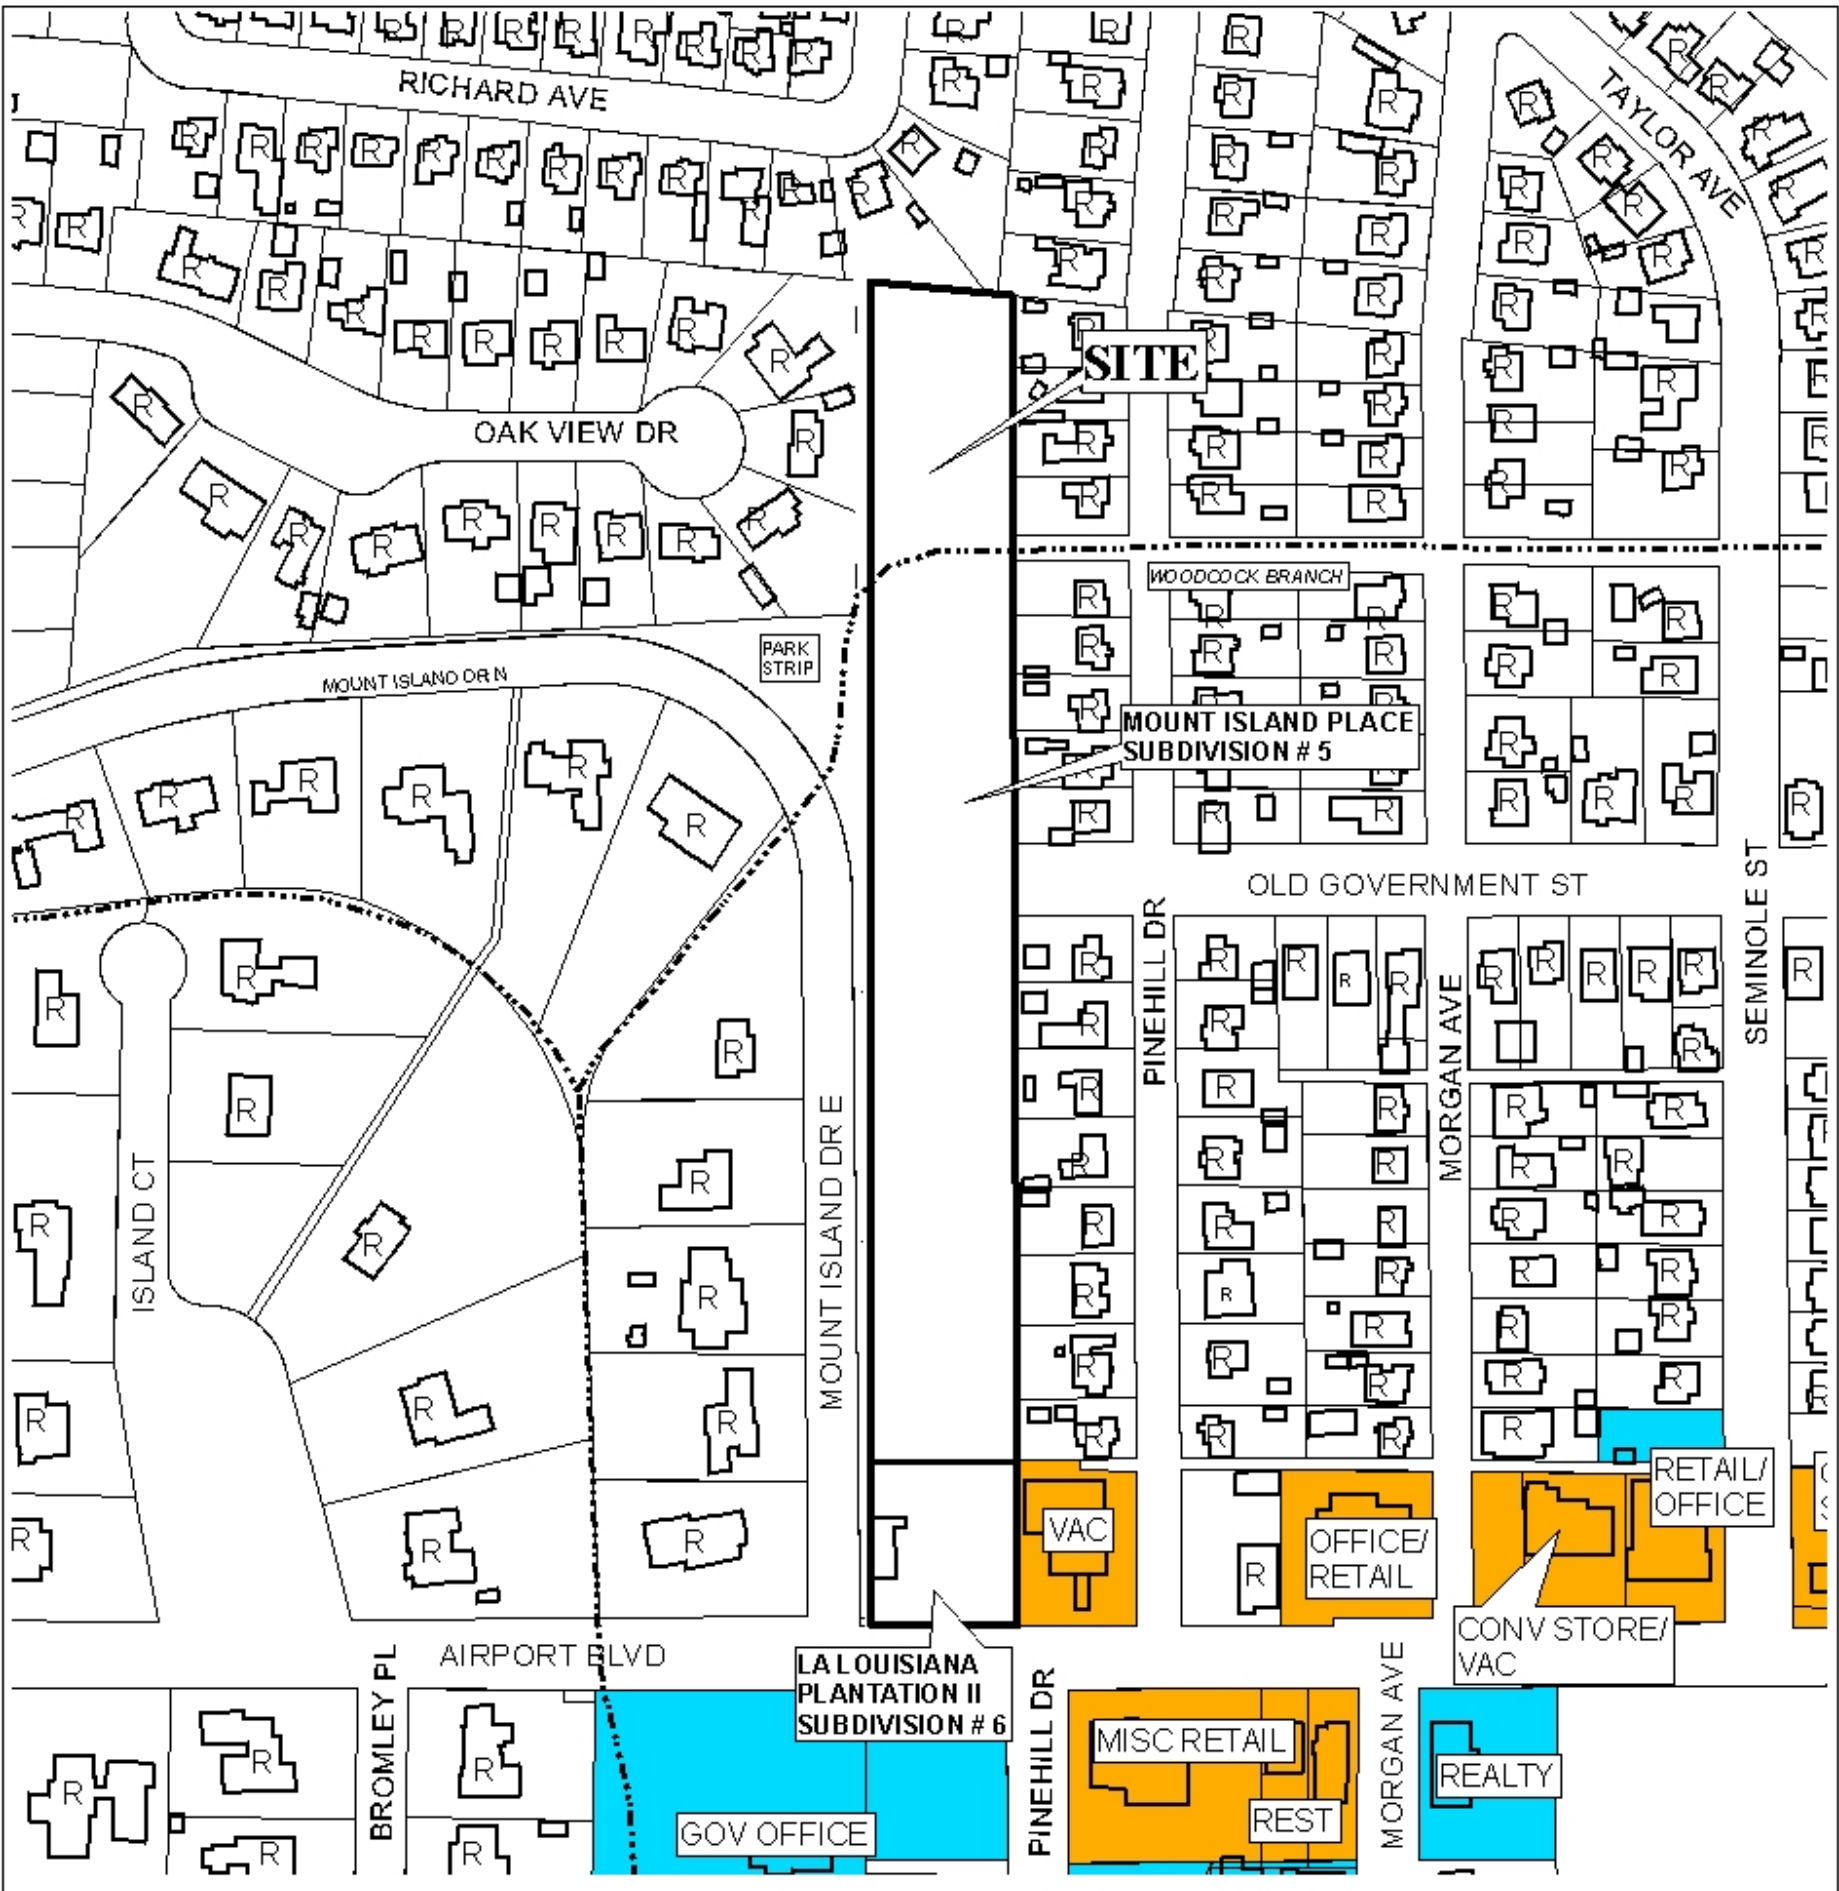 RICHARD AVE
TAYLOR AVE
SITE
OAK VIEW DR
WOODCOCK BRANCH
PARK
STRIP
MOUNT ISLAND DR N
MOUNT ISLAND PLACE
SUBDIVISION # 5
OLD GOVERNMENT ST
SEMINOLE ST
PINEHILL DR
MORGAN AVE
ISLAND CT
MOUNT ISLAND DR E
RETAIL/
OFFICE
VAC
OFFICE/
RETAIL
CONV STORE/
VAC
AIRPORT BLVD
LA LOUISIANA
PLANTATION II
SUBDIVISION # 6
BROMLEY PL
PINEHILL DR
MORGAN AVE
MISC RETAIL
REALTY
REST
GOV OFFICE